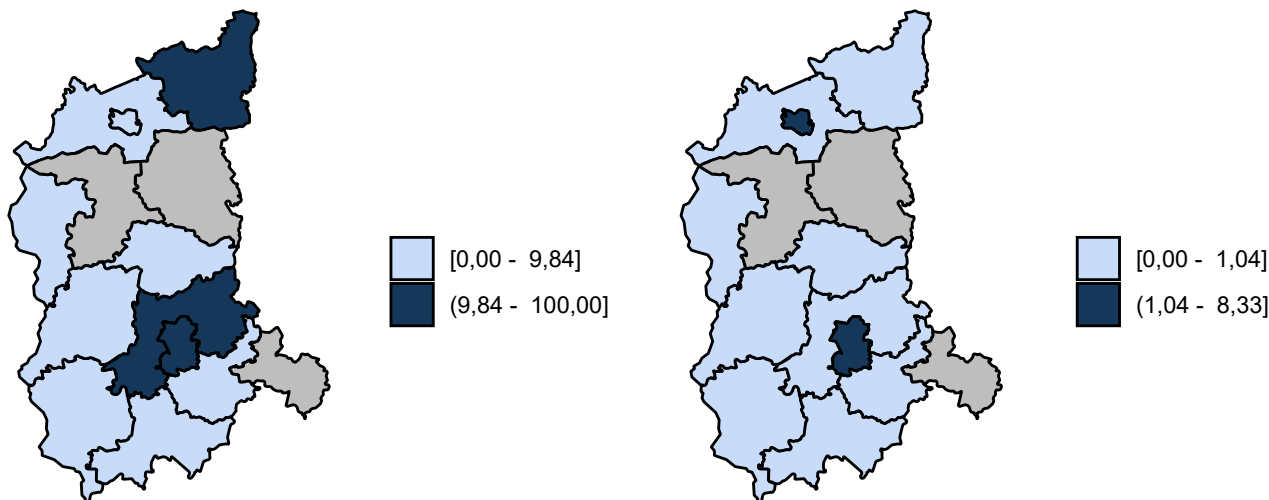 [0,00 -  9,84]
(9,84 -  100,00]
[0,00 -  1,04]
(1,04 -  8,33]